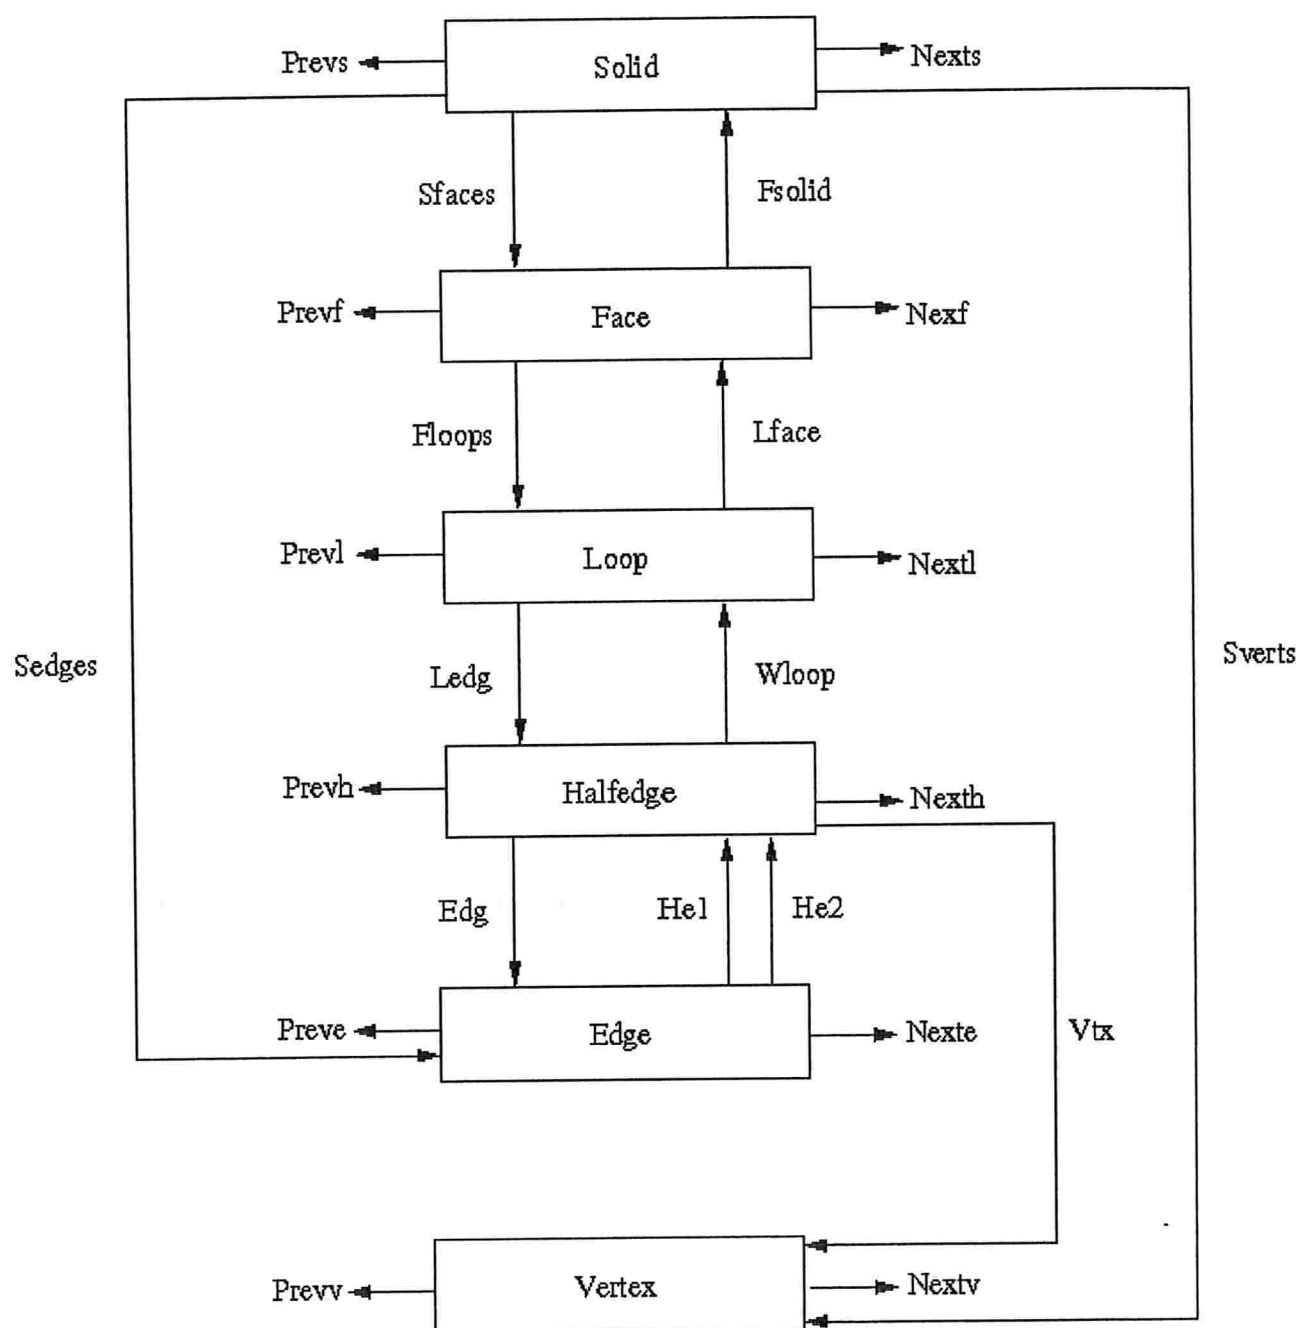 Prevs
Solid
Nexts
Sfaces
Fsolid
Prevf
Face
Nexf
Floops
Lface
Prevl
Loop
Nextl
Sedges
Ledg
Wloop
Sverts
Prevh
Halfedge
Nexth
Edg
He1
He2
Preve
Edge
Nexte
Vtx
Prevv
Vertex
Nextv